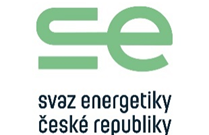 se
svaz energetiky
české republiky